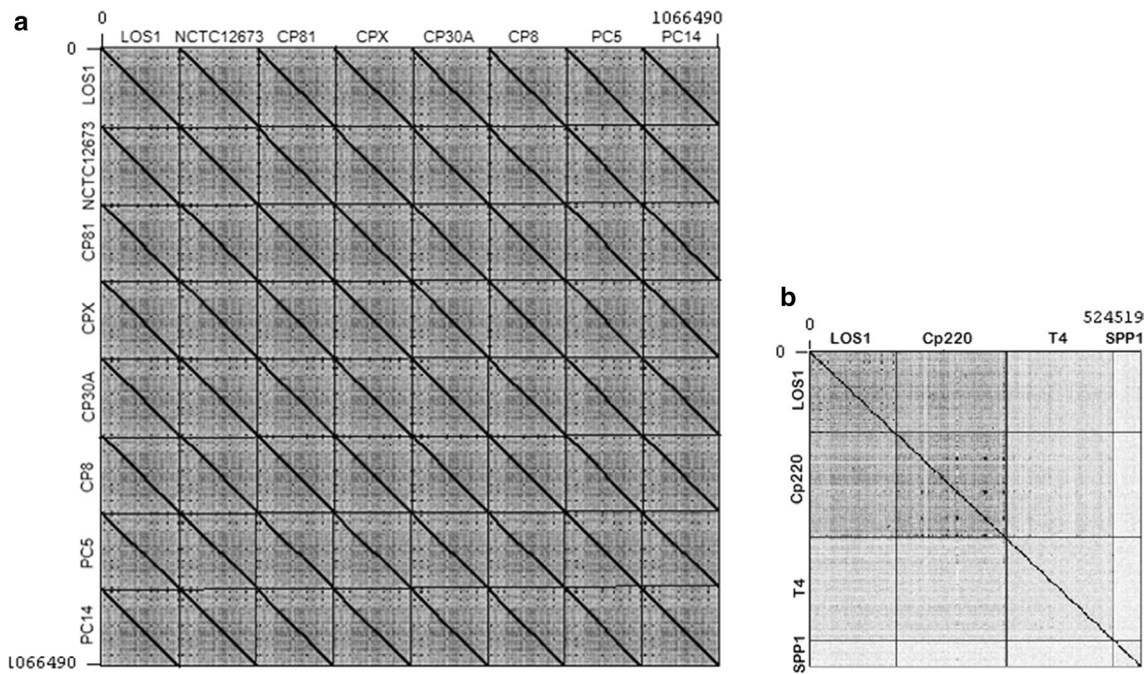 a
0 1066490
LOS1 NCTC12673 CP81 CPX CP30A CP8 PC5 PC14
0
LOS1
NCTC12673
CP81
CPX
CP30A
CP8
PC5
PC14
1066490
b
0 524519
LOS1 Cp220 T4 SPP1
0
LOS1
Cp220
T4
SPP1